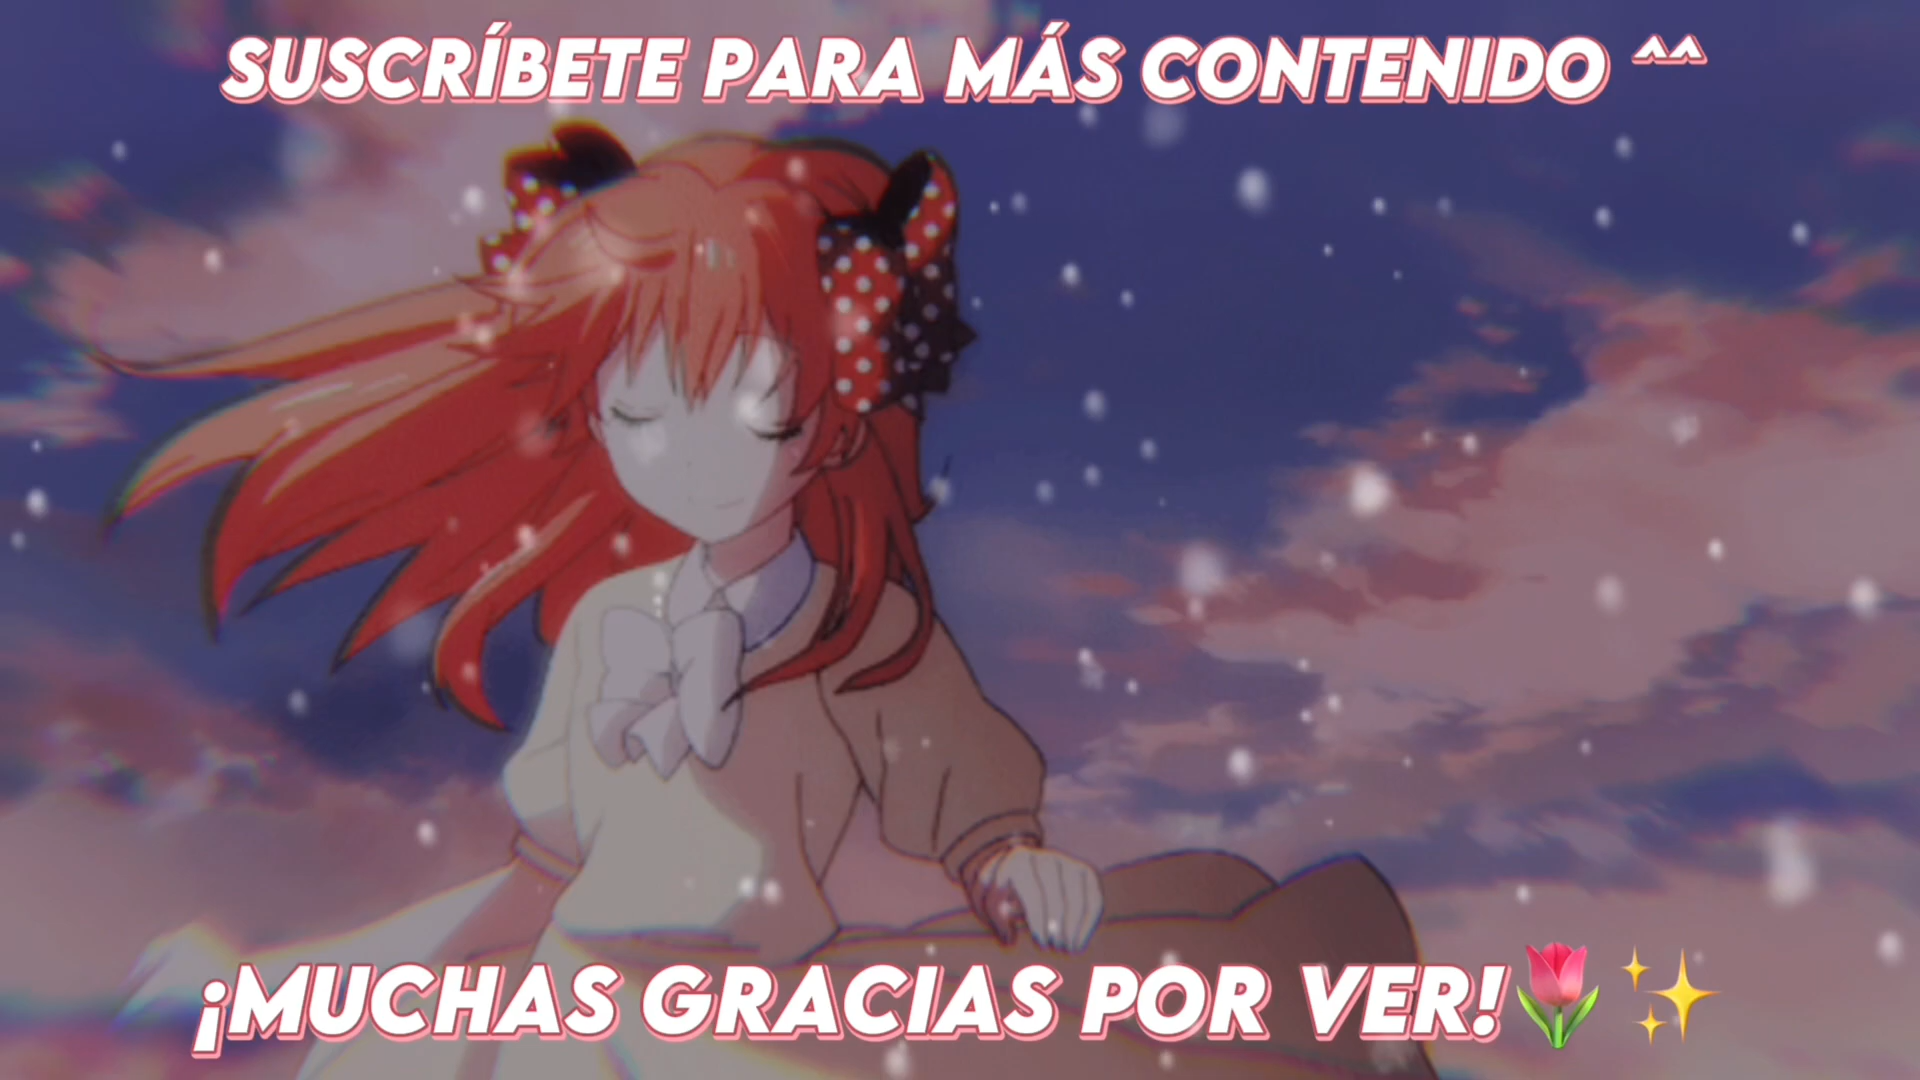 SUSCRÍBETE PARA MÁS CONTENIDO ^^
¡MUCHAS GRACIAS POR VER!🌷✨